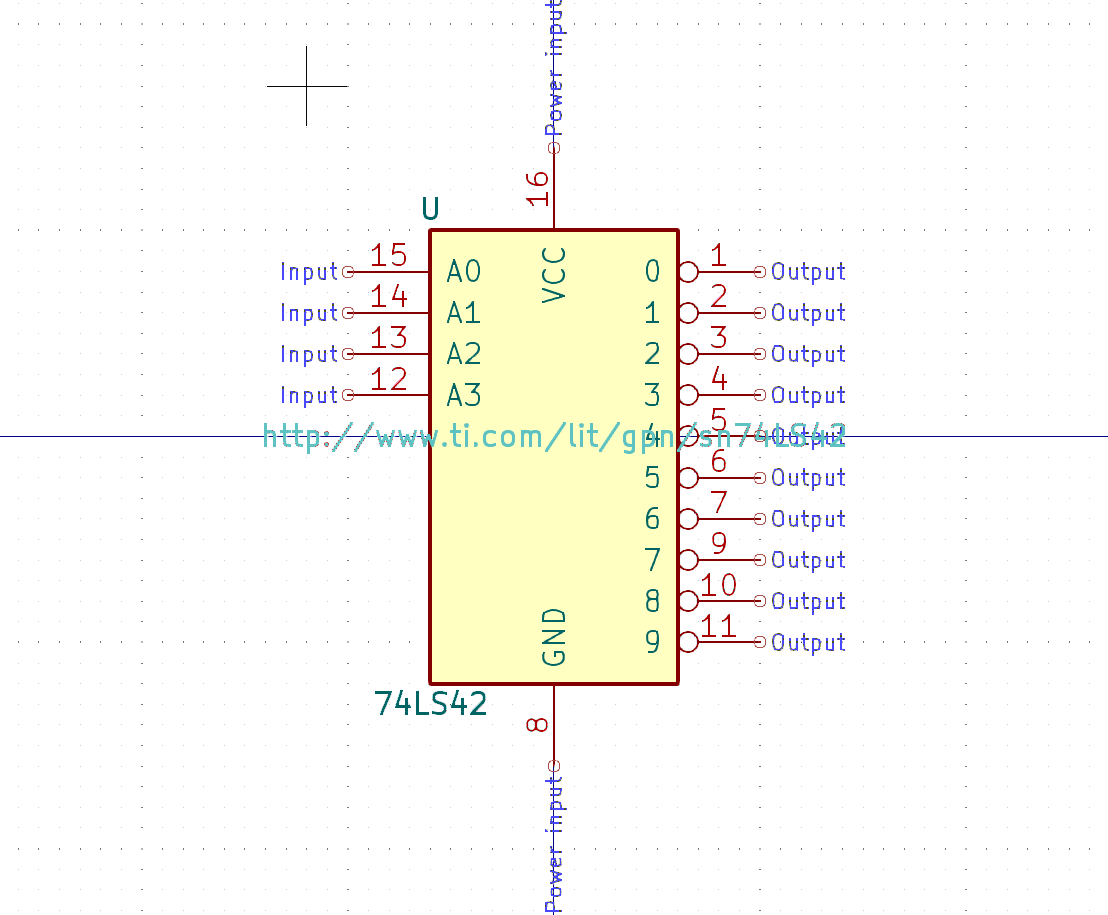 Power input
16
U
VCC
Input 15 A0 0 1 Output
Input 14 A1 1 2 Output
Input 13 A2 2 3 Output
Input 12 A3 3 4 Output
http://www.ti.com/lit/gpn/sn74LS42
4 5 Output
5 6 Output
6 7 Output
7 9 Output
8 10 Output
9 11 Output
GND
74LS42
8
Power input